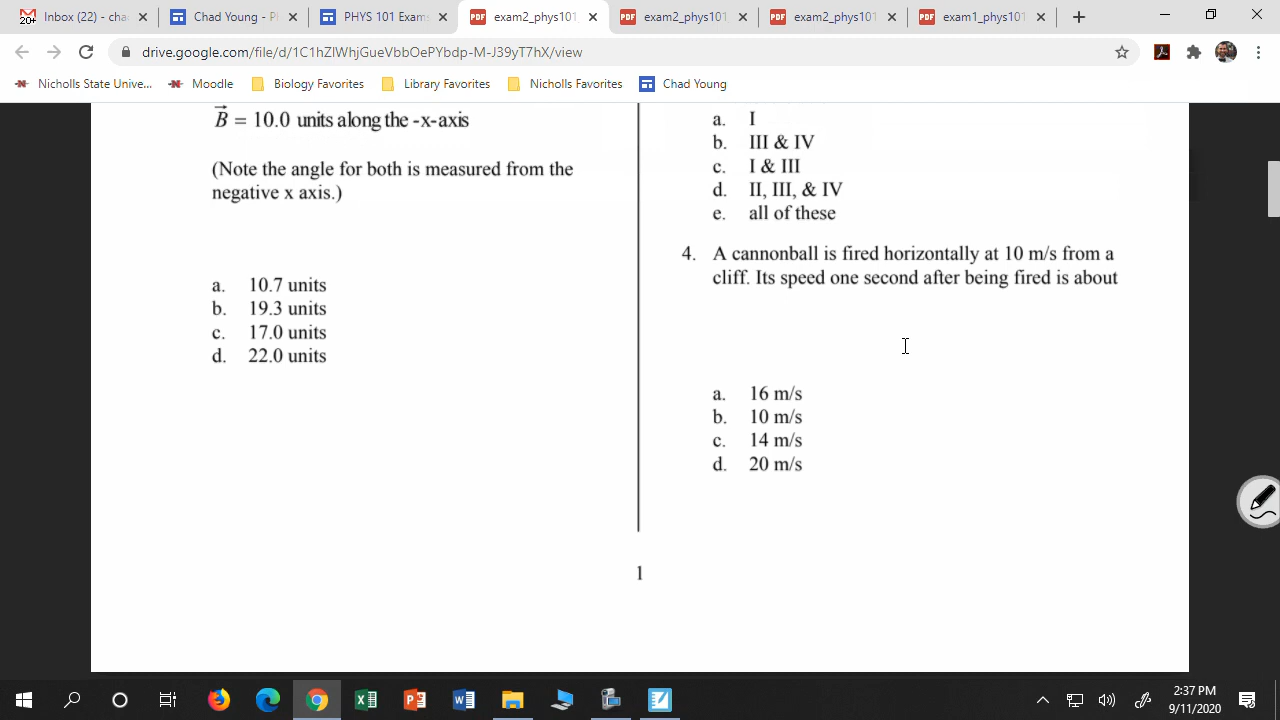 20+
Inbox (22) - cha
Chad Young - P
PHYS 101 Exams
exam2_phys101
exam2_phys101
exam2_phys101
exam1_phys101
drive.google.com/file/d/1C1hZIWhjGueVbbOePYbdp-M-J39yT7hX/view
Nicholls State Unive...
Moodle
Biology Favorites
Library Favorites
Nicholls Favorites
Chad Young
B = 10.0 units along the -x-axis
(Note the angle for both is measured from the
negative x axis.)
a. 10.7 units
b. 19.3 units
c. 17.0 units
d. 22.0 units
a. I
b. III & IV
c. I & III
d. II, III, & IV
e. all of these
4. A cannonball is fired horizontally at 10 m/s from a
cliff. Its speed one second after being fired is about
a. 16 m/s
b. 10 m/s
c. 14 m/s
d. 20 m/s
1
2:37 PM
9/11/2020